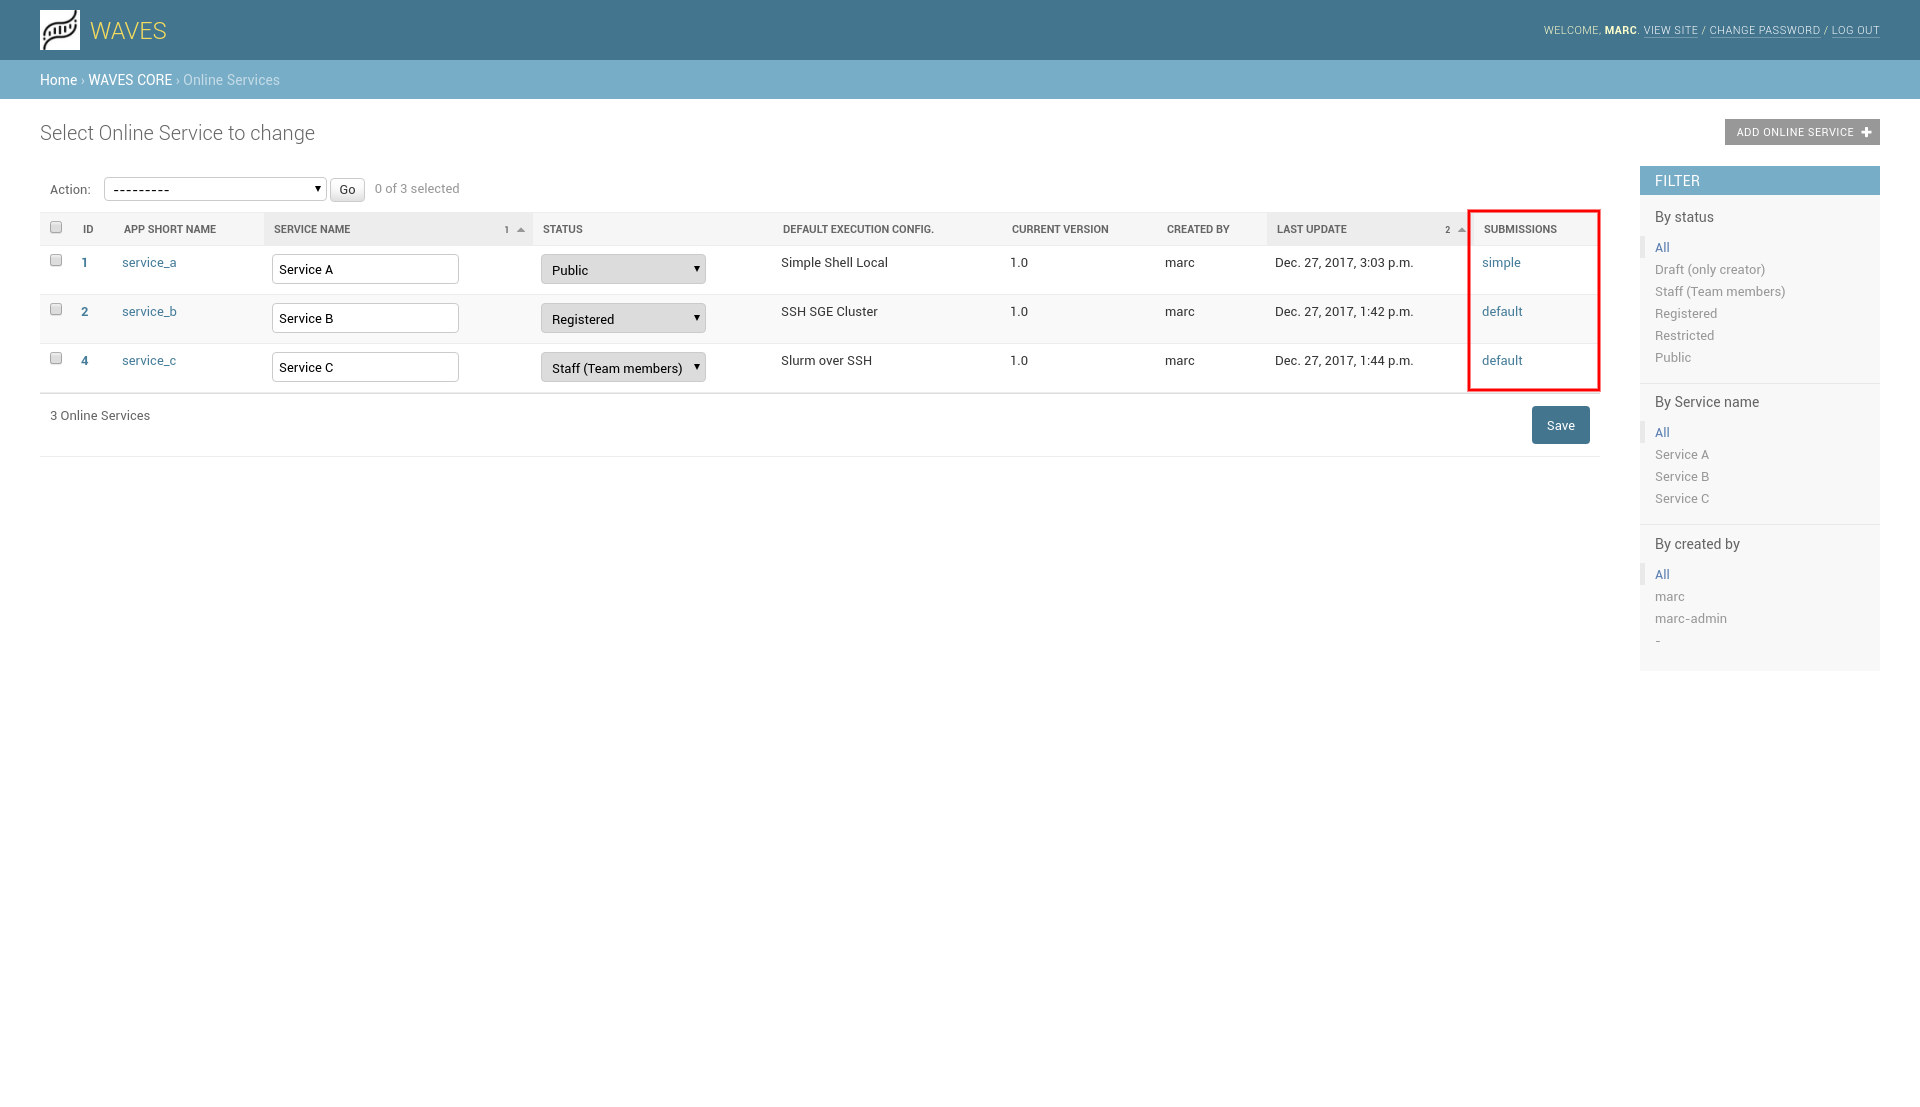 WAVES
WELCOME, MARC. VIEW SITE / CHANGE PASSWORD / LOG OUT
Home › WAVES CORE › Online Services
Select Online Service to change
ADD ONLINE SERVICE
Action: --------- Go 0 of 3 selected
ID APP SHORT NAME SERVICE NAME 1 STATUS DEFAULT EXECUTION CONFIG. CURRENT VERSION CREATED BY LAST UPDATE 2 SUBMISSIONS
1 service_a Service A Public Simple Shell Local 1.0 marc Dec. 27, 2017, 3:03 p.m. simple
2 service_b Service B Registered SSH SGE Cluster 1.0 marc Dec. 27, 2017, 1:42 p.m. default
4 service_c Service C Staff (Team members) Slurm over SSH 1.0 marc Dec. 27, 2017, 1:44 p.m. default
3 Online Services
Save
FILTER
By status
All
Draft (only creator)
Staff (Team members)
Registered
Restricted
Public
By Service name
All
Service A
Service B
Service C
By created by
All
marc
marc-admin
-